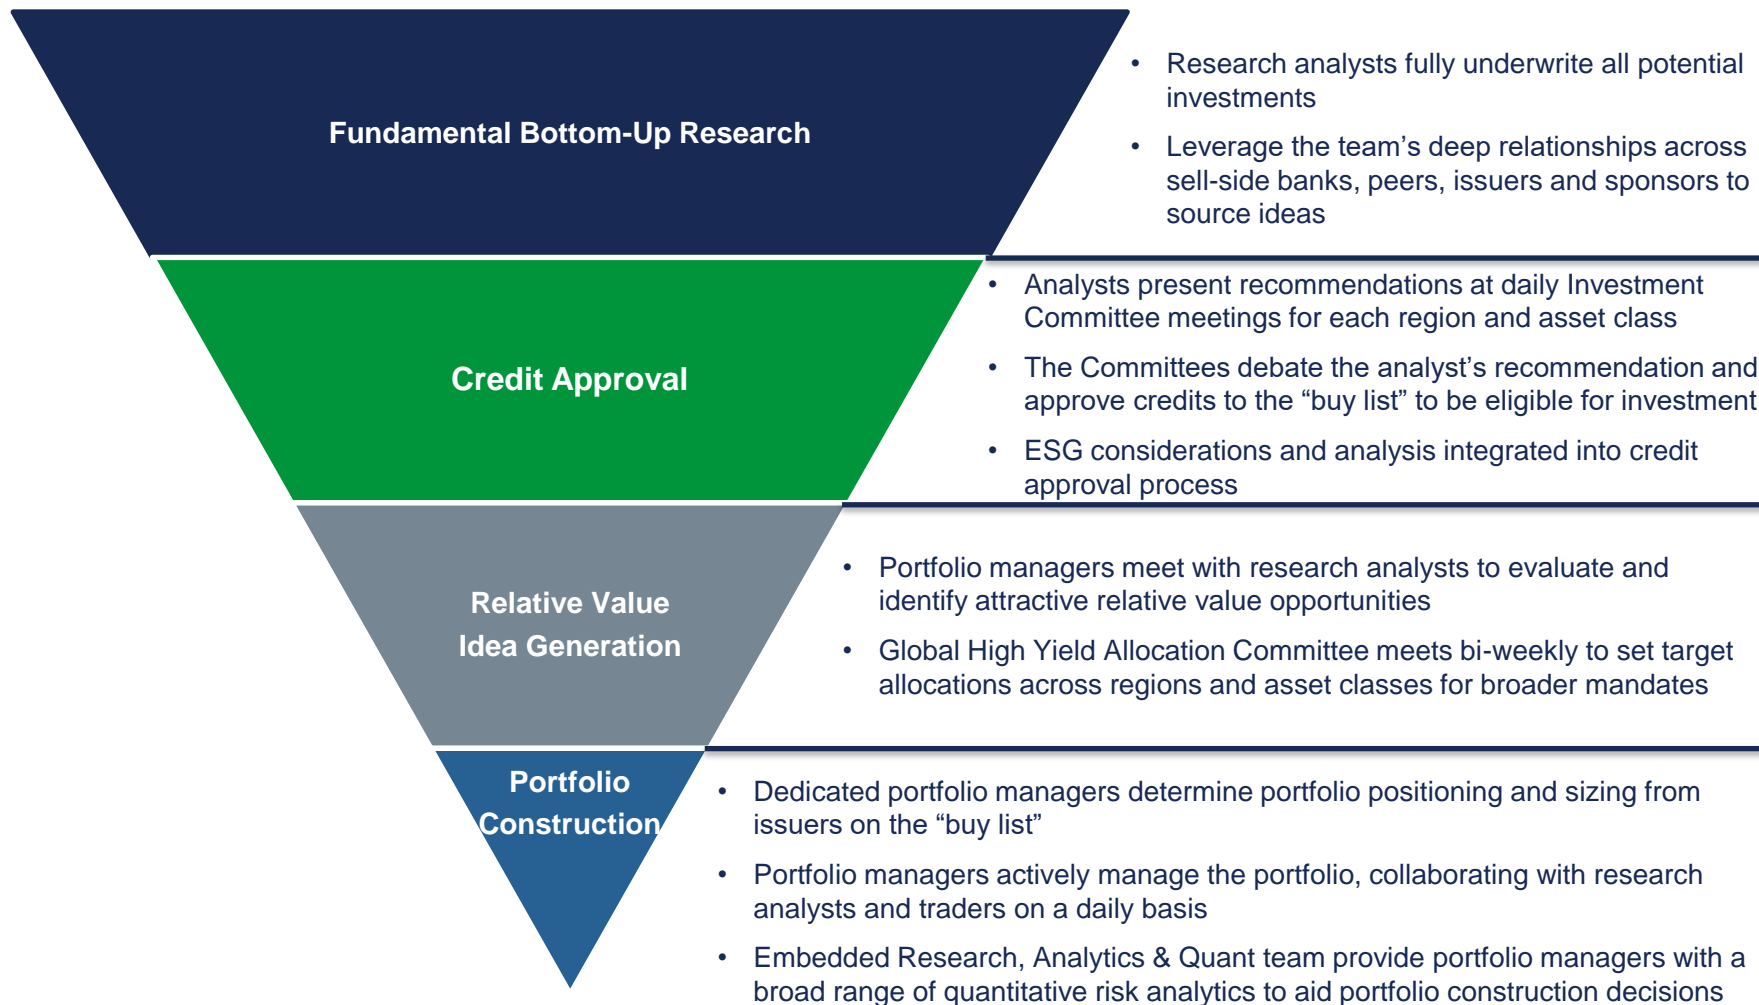 Fundamental Bottom-Up Research
• Research analysts fully underwrite all potential
investments
• Leverage the team’s deep relationships across
sell-side banks, peers, issuers and sponsors to
source ideas
Credit Approval
• Analysts present recommendations at daily Investment
Committee meetings for each region and asset class
• The Committees debate the analyst’s recommendation and
approve credits to the “buy list” to be eligible for investment
• ESG considerations and analysis integrated into credit
approval process
Relative Value
Idea Generation
• Portfolio managers meet with research analysts to evaluate and
identify attractive relative value opportunities
• Global High Yield Allocation Committee meets bi-weekly to set target
allocations across regions and asset classes for broader mandates
Portfolio
Construction
• Dedicated portfolio managers determine portfolio positioning and sizing from
issuers on the “buy list”
• Portfolio managers actively manage the portfolio, collaborating with research
analysts and traders on a daily basis
• Embedded Research, Analytics & Quant team provide portfolio managers with a
broad range of quantitative risk analytics to aid portfolio construction decisions